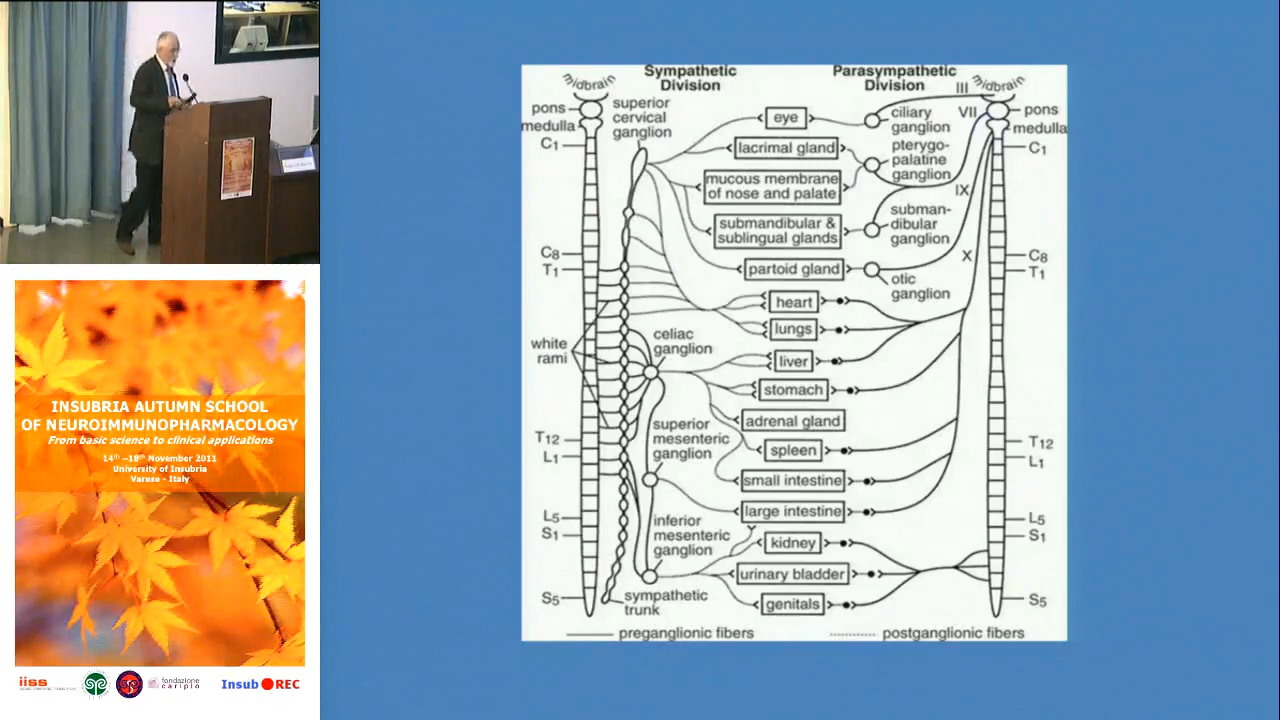 INSUBRIA AUTUMN SCHOOL
OF NEUROIMMUNOPHARMACOLOGY
From basic science to clinical applications
14th -18th November 2011
University of Insubria
Varese - Italy
iiss
fondazione
cariplo
Insub REC
Sympathetic
Division
Parasympathetic
Division
midbrain
pons
medulla
C1
C8
T1
white
rami
T12
L1
L5
S1
S5
superior
cervical
ganglion
celiac
ganglion
superior
mesenteric
ganglion
inferior
mesenteric
ganglion
sympathetic
trunk
eye
lacrimal gland
mucous membrane
of nose and palate
submandibular &
sublingual glands
partoid gland
heart
lungs
liver
stomach
adrenal gland
spleen
small intestine
large intestine
kidney
urinary bladder
genitals
III
VII
IX
X
ciliary
ganglion
pterygo-
palatine
ganglion
subman-
dibular
ganglion
otic
ganglion
midbrain
pons
medulla
C1
C8
T1
T12
L1
L5
S1
S5
preganglionic fibers
postganglionic fibers